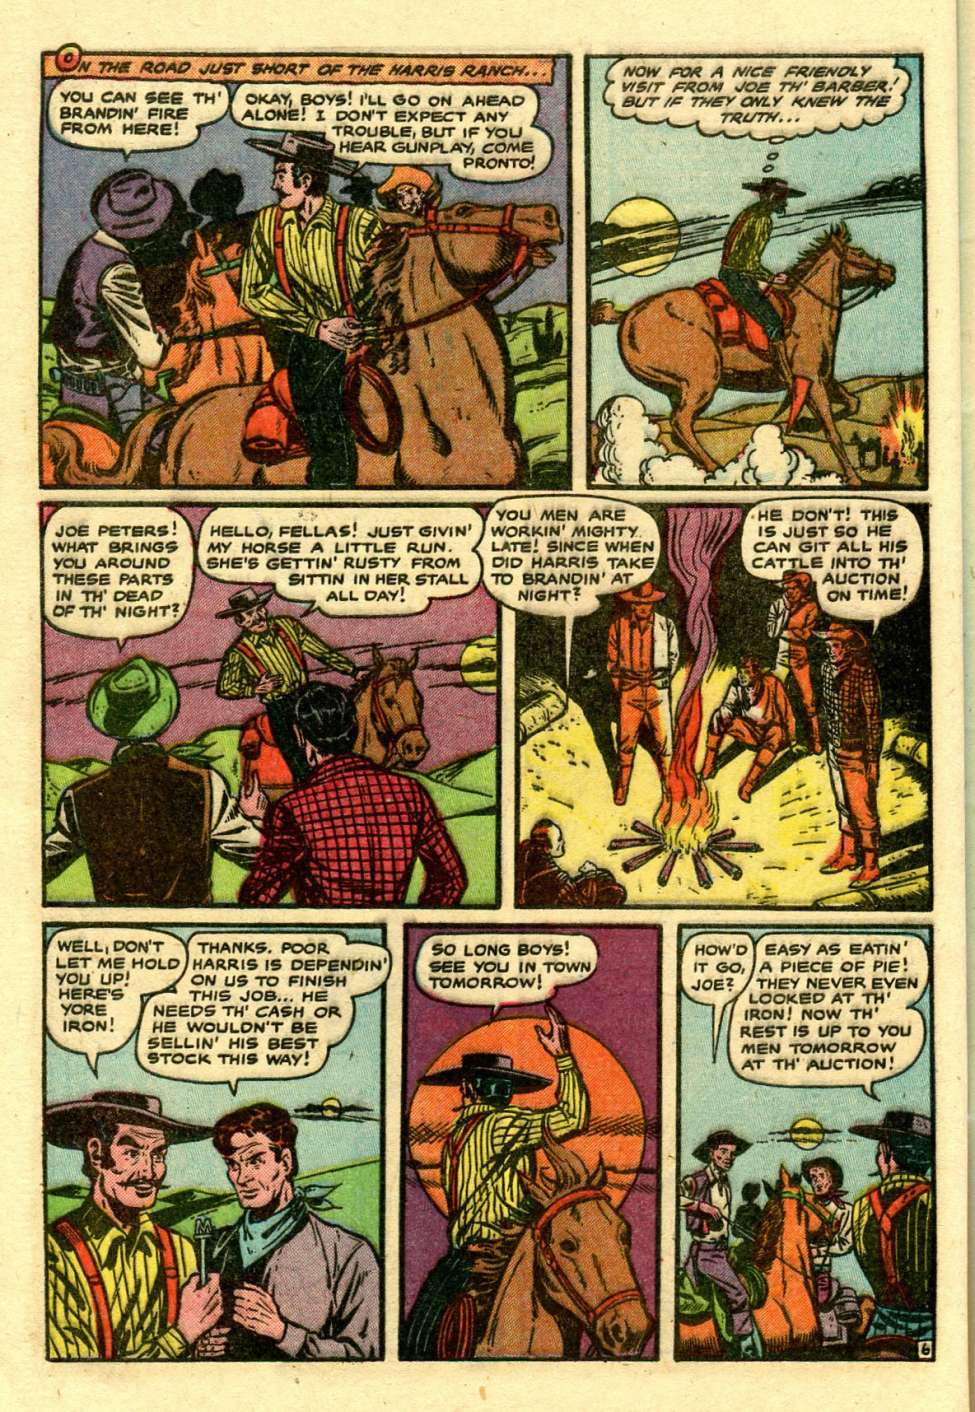 ON THE ROAD JUST SHORT OF THE HARRIS RANCH...
YOU CAN SEE TH'
BRANDIN' FIRE
FROM HERE!
OKAY, BOYS! I'LL GO ON AHEAD
ALONE! I DON'T EXPECT ANY
TROUBLE, BUT IF YOU
HEAR GUNPLAY, COME
PRONTO!
NOW FOR A NICE FRIENDLY
VISIT FROM JOE TH' BARBER!
BUT IF THEY ONLY KNEW THE
TRUTH...
JOE PETERS!
WHAT BRINGS
YOU AROUND
THESE PARTS
IN TH' DEAD
OF TH' NIGHT?
HELLO, FELLAS! JUST GIVIN'
MY HORSE A LITTLE RUN.
SHE'S GETTIN' RUSTY FROM
SITTIN IN HER STALL
ALL DAY!
YOU MEN ARE
WORKIN' MIGHTY
LATE! SINCE WHEN
DID HARRIS TAKE
TO BRANDIN' AT
NIGHT?
HE DON'T! THIS
IS JUST SO HE
CAN GIT ALL HIS
CATTLE INTO TH'
AUCTION
ON TIME!
WELL, DON'T
LET ME HOLD
YOU UP!
HERE'S
YORE
IRON!
THANKS. POOR
HARRIS IS DEPENDIN'
ON US TO FINISH
THIS JOB... HE
NEEDS TH' CASH OR
HE WOULDN'T BE
SELLIN' HIS BEST
STOCK THIS WAY!
M
SO LONG BOYS!
SEE YOU IN TOWN
TOMORROW!
HOW'D
IT GO,
JOE?
EASY AS EATIN'
A PIECE OF PIE!
THEY NEVER EVEN
LOOKED AT TH'
IRON! NOW TH'
REST IS UP TO YOU
MEN TOMORROW
AT TH' AUCTION!
6